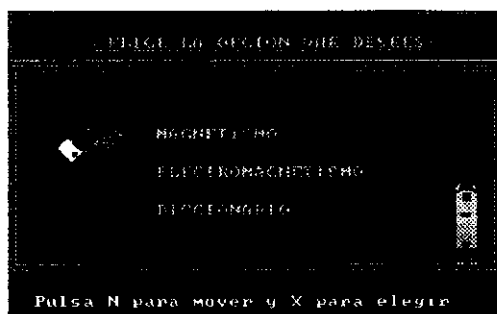 ELIGE LA OPCION QUE DESEES
MAGNETISMO
ELECTROMAGNETISMO
DICCIONARIO
Pulsa N para mover y X para elegir